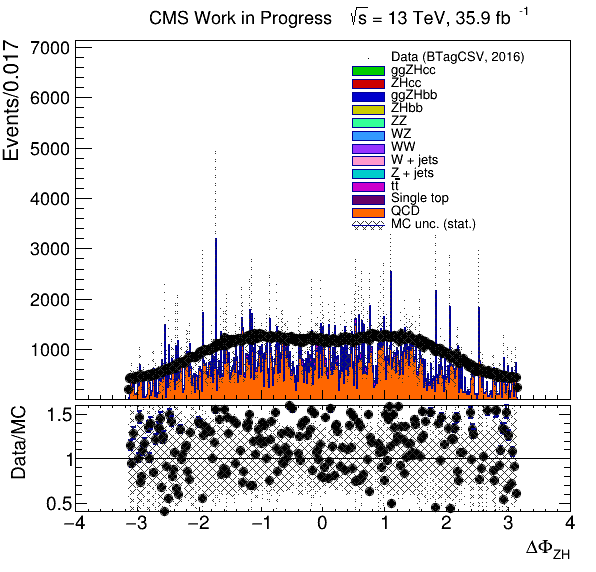 CMS Work in Progress √s = 13 TeV, 35.9 fb⁻¹
Events/0.017
7000
6000
5000
4000
3000
2000
1000
Data (BTagCSV, 2016)
ggZHcc
ZHcc
ggZHbb
ZHbb
ZZ
WZ
WW
W + jets
Z + jets
tt̄
Single top
QCD
MC unc. (stat.)
Data/MC
1.5
1
0.5
−4 −3 −2 −1 0 1 2 3 4
ΔΦ_ZH